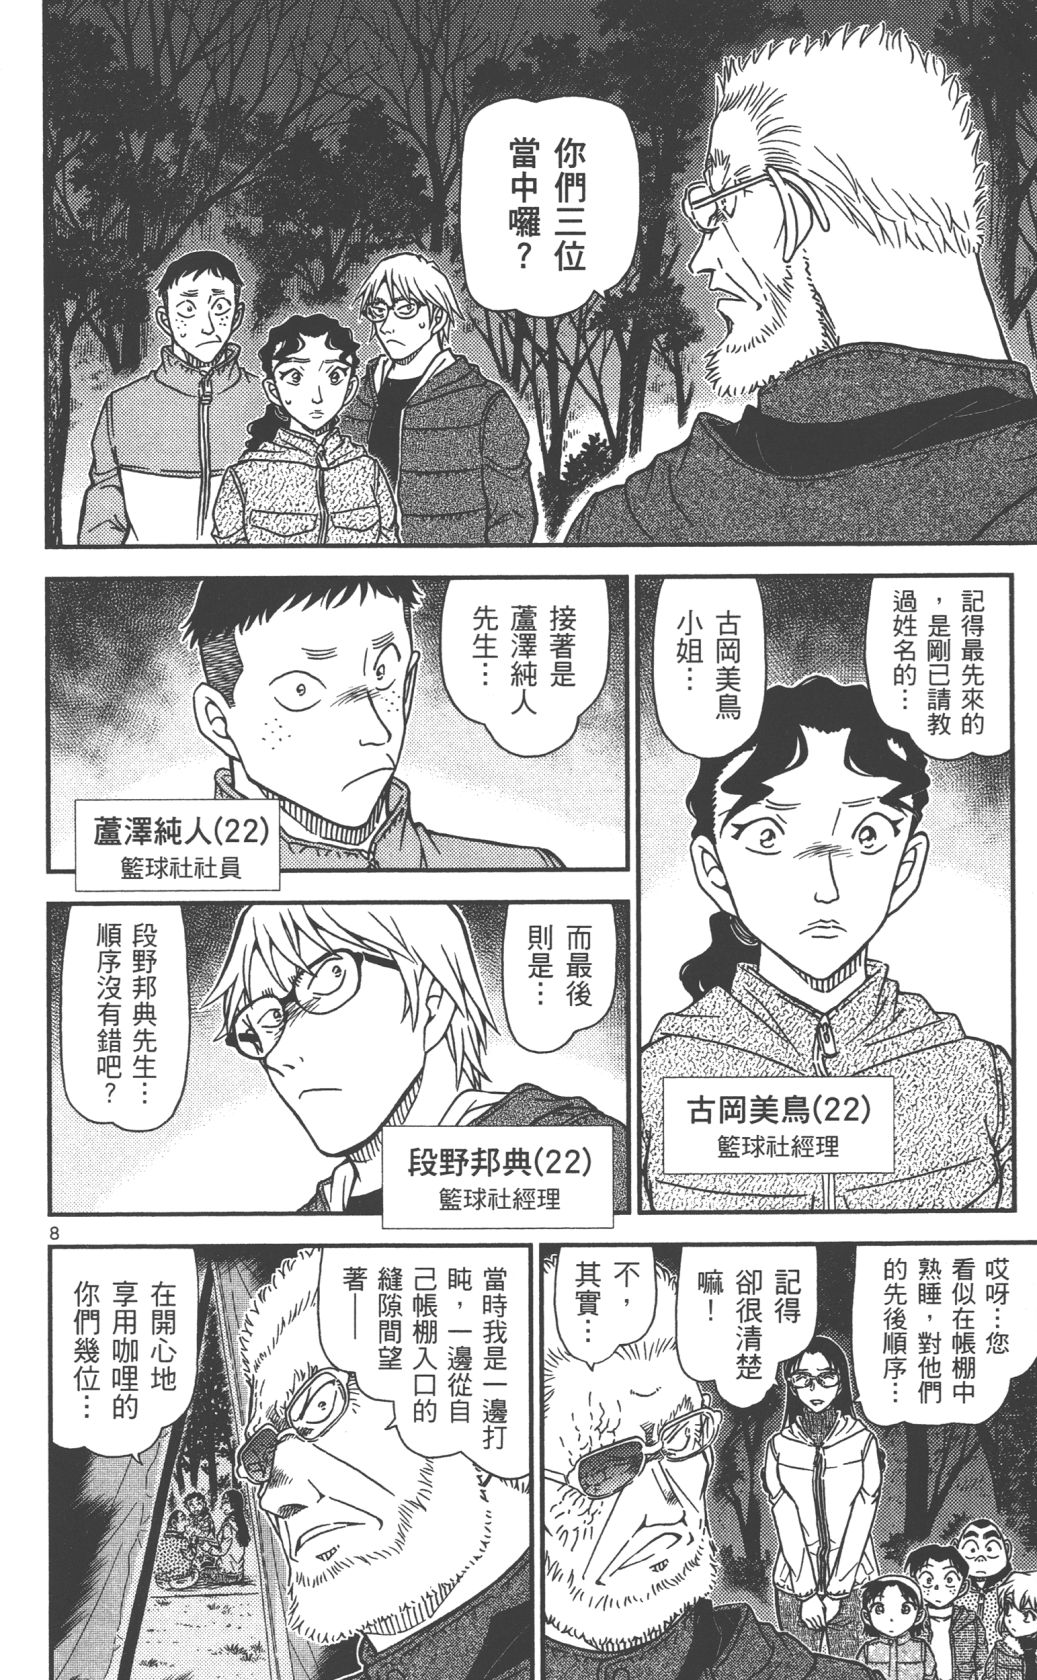 你們三位
當中囉？
記得最先來的
，是剛已請教
過姓名的…
古岡美鳥
小姐…
古岡美鳥(22)
籃球社經理
接著是
蘆澤純人
先生…
蘆澤純人(22)
籃球社社員
而最後
則是…
段野邦典先生…
順序沒有錯吧？
段野邦典(22)
籃球社經理
8
哎呀…您
看似在帳棚中
熟睡，對他們
的先後順序…
記得
卻很清楚
嘛！
不，
其實…
當時我是一邊打
盹，一邊從自
己帳棚入口的
縫隙間望
著──
在開心地
享用咖哩的
你們幾位…